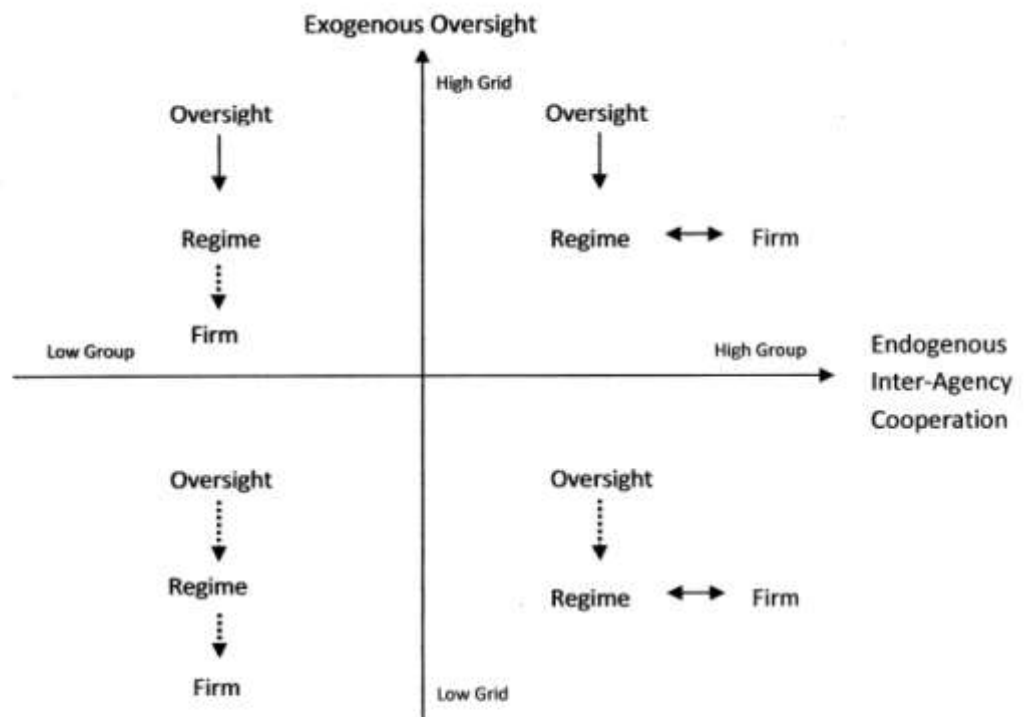 Exogenous Oversight
High Grid
Oversight
Oversight
Regime
Regime
Firm
Firm
Low Group
High Group
Endogenous
Inter-Agency
Cooperation
Oversight
Oversight
Regime
Regime
Firm
Firm
Low Grid